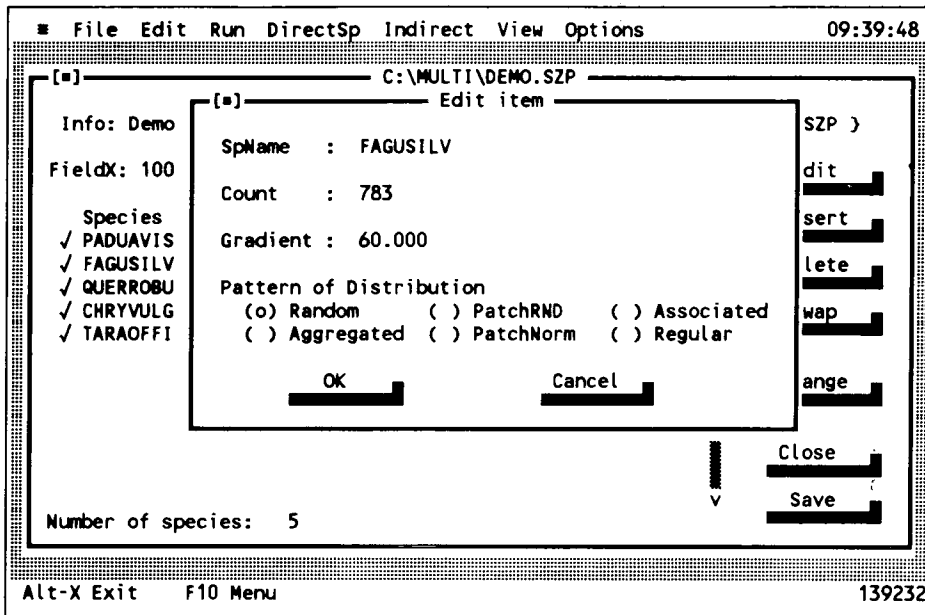 ≡ File Edit Run DirectSp Indirect View Options 09:39:48
[■] C:\MULTI\DEMO.SZP
[■] Edit item
Info: Demo SZP }
SpName : FAGUSILV
FieldX: 100 dit
Count : 783
Species sert
√ PADUAVIS Gradient : 60.000
√ FAGUSILV lete
√ QUERROBU Pattern of Distribution
√ CHRYVULG (o) Random ( ) PatchRND ( ) Associated wap
√ TARAOFFI ( ) Aggregated ( ) PatchNorm ( ) Regular
OK Cancel ange
Close
Save
Number of species: 5
Alt-X Exit F10 Menu 139232